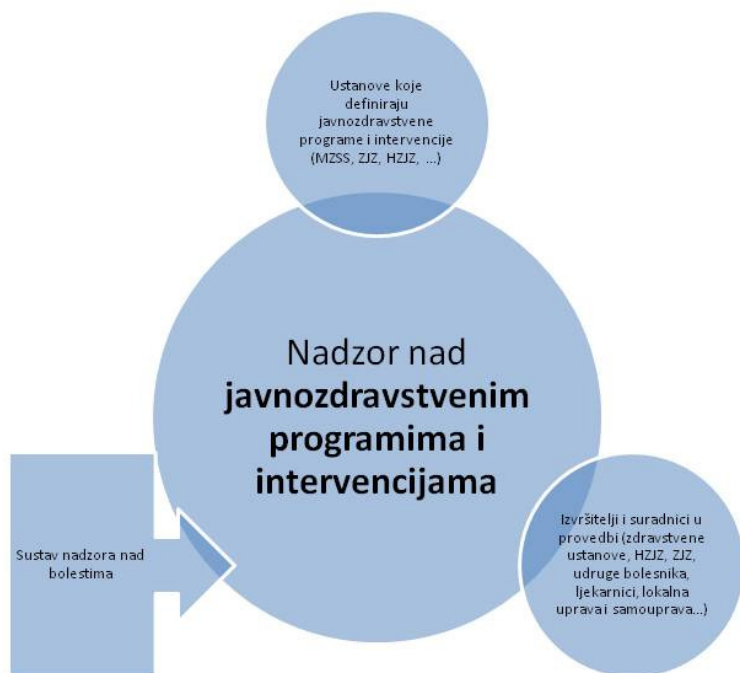 Ustanove koje
definiraju
javnozdravstvene
programe i intervencije
(MZSS, ZJZ, HZJZ, ...)
Nadzor nad
javnozdravstvenim
programima i
intervencijama
Sustav nadzora nad
bolestima
Izvršitelji i suradnici u
provedbi (zdravstvene
ustanove, HZJZ, ZJZ,
udruge bolesnika,
ljekarnici, lokalna
uprava i samouprava...)